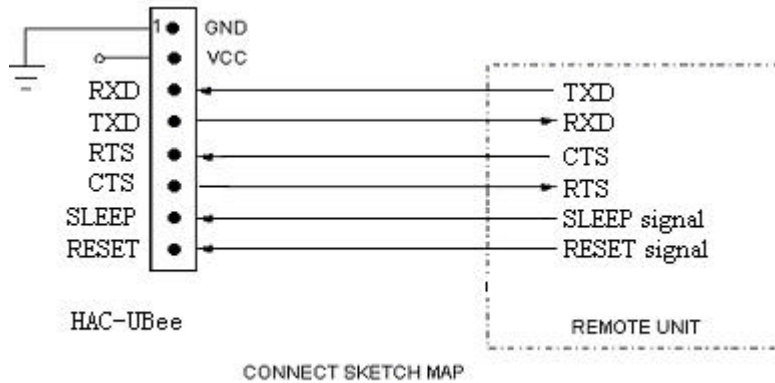 1 GND
VCC
RXD TXD
TXD RXD
RTS CTS
CTS RTS
SLEEP SLEEP signal
RESET RESET signal
HAC-UBee REMOTE UNIT
CONNECT SKETCH MAP